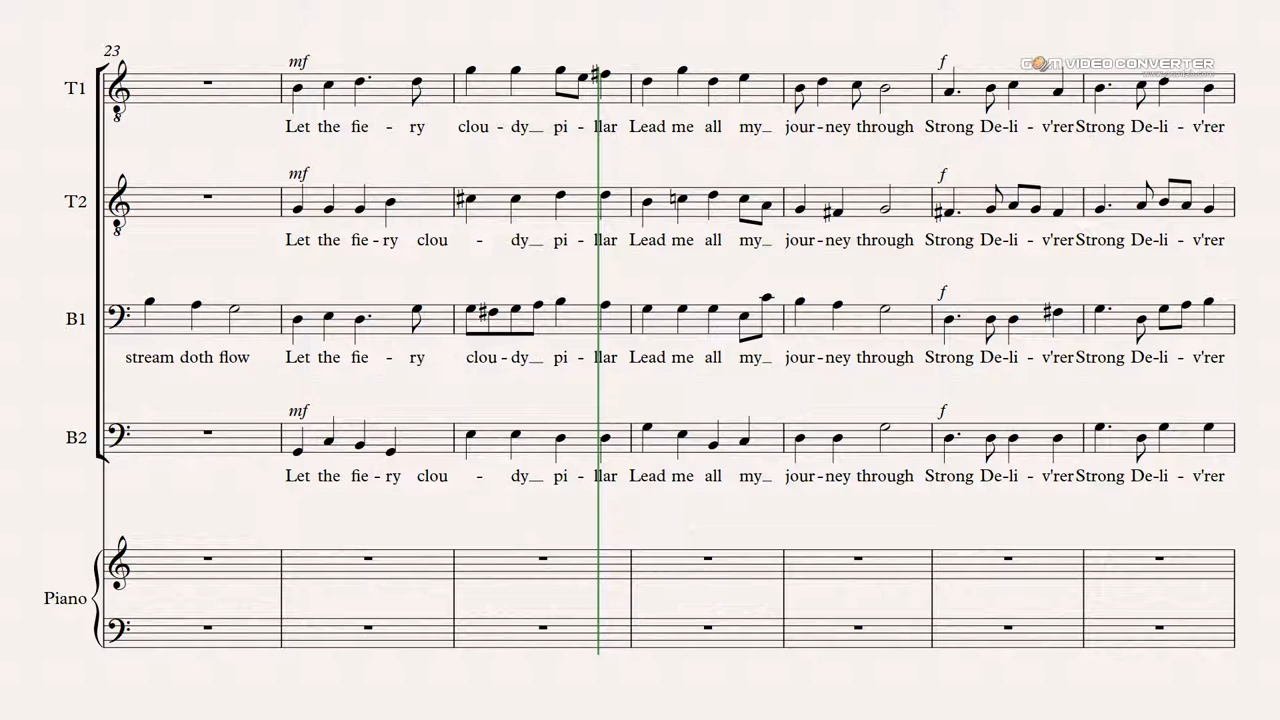 23
mf
f
GOM VIDEO CONVERTER
T1
Let the fie - ry clou - dy__ pi - llar Lead me all my_ jour - ney through Strong De - li - v'rer Strong De - li - v'rer
mf
f
T2
Let the fie - ry clou - dy__ pi - llar Lead me all my_ jour - ney through Strong De - li - v'rer Strong De - li - v'rer
f
B1
stream doth flow Let the fie - ry clou - dy__ pi - llar Lead me all my_ jour - ney through Strong De - li - v'rer Strong De - li - v'rer
mf
f
B2
Let the fie - ry clou - dy__ pi - llar Lead me all my_ jour - ney through Strong De - li - v'rer Strong De - li - v'rer
Piano